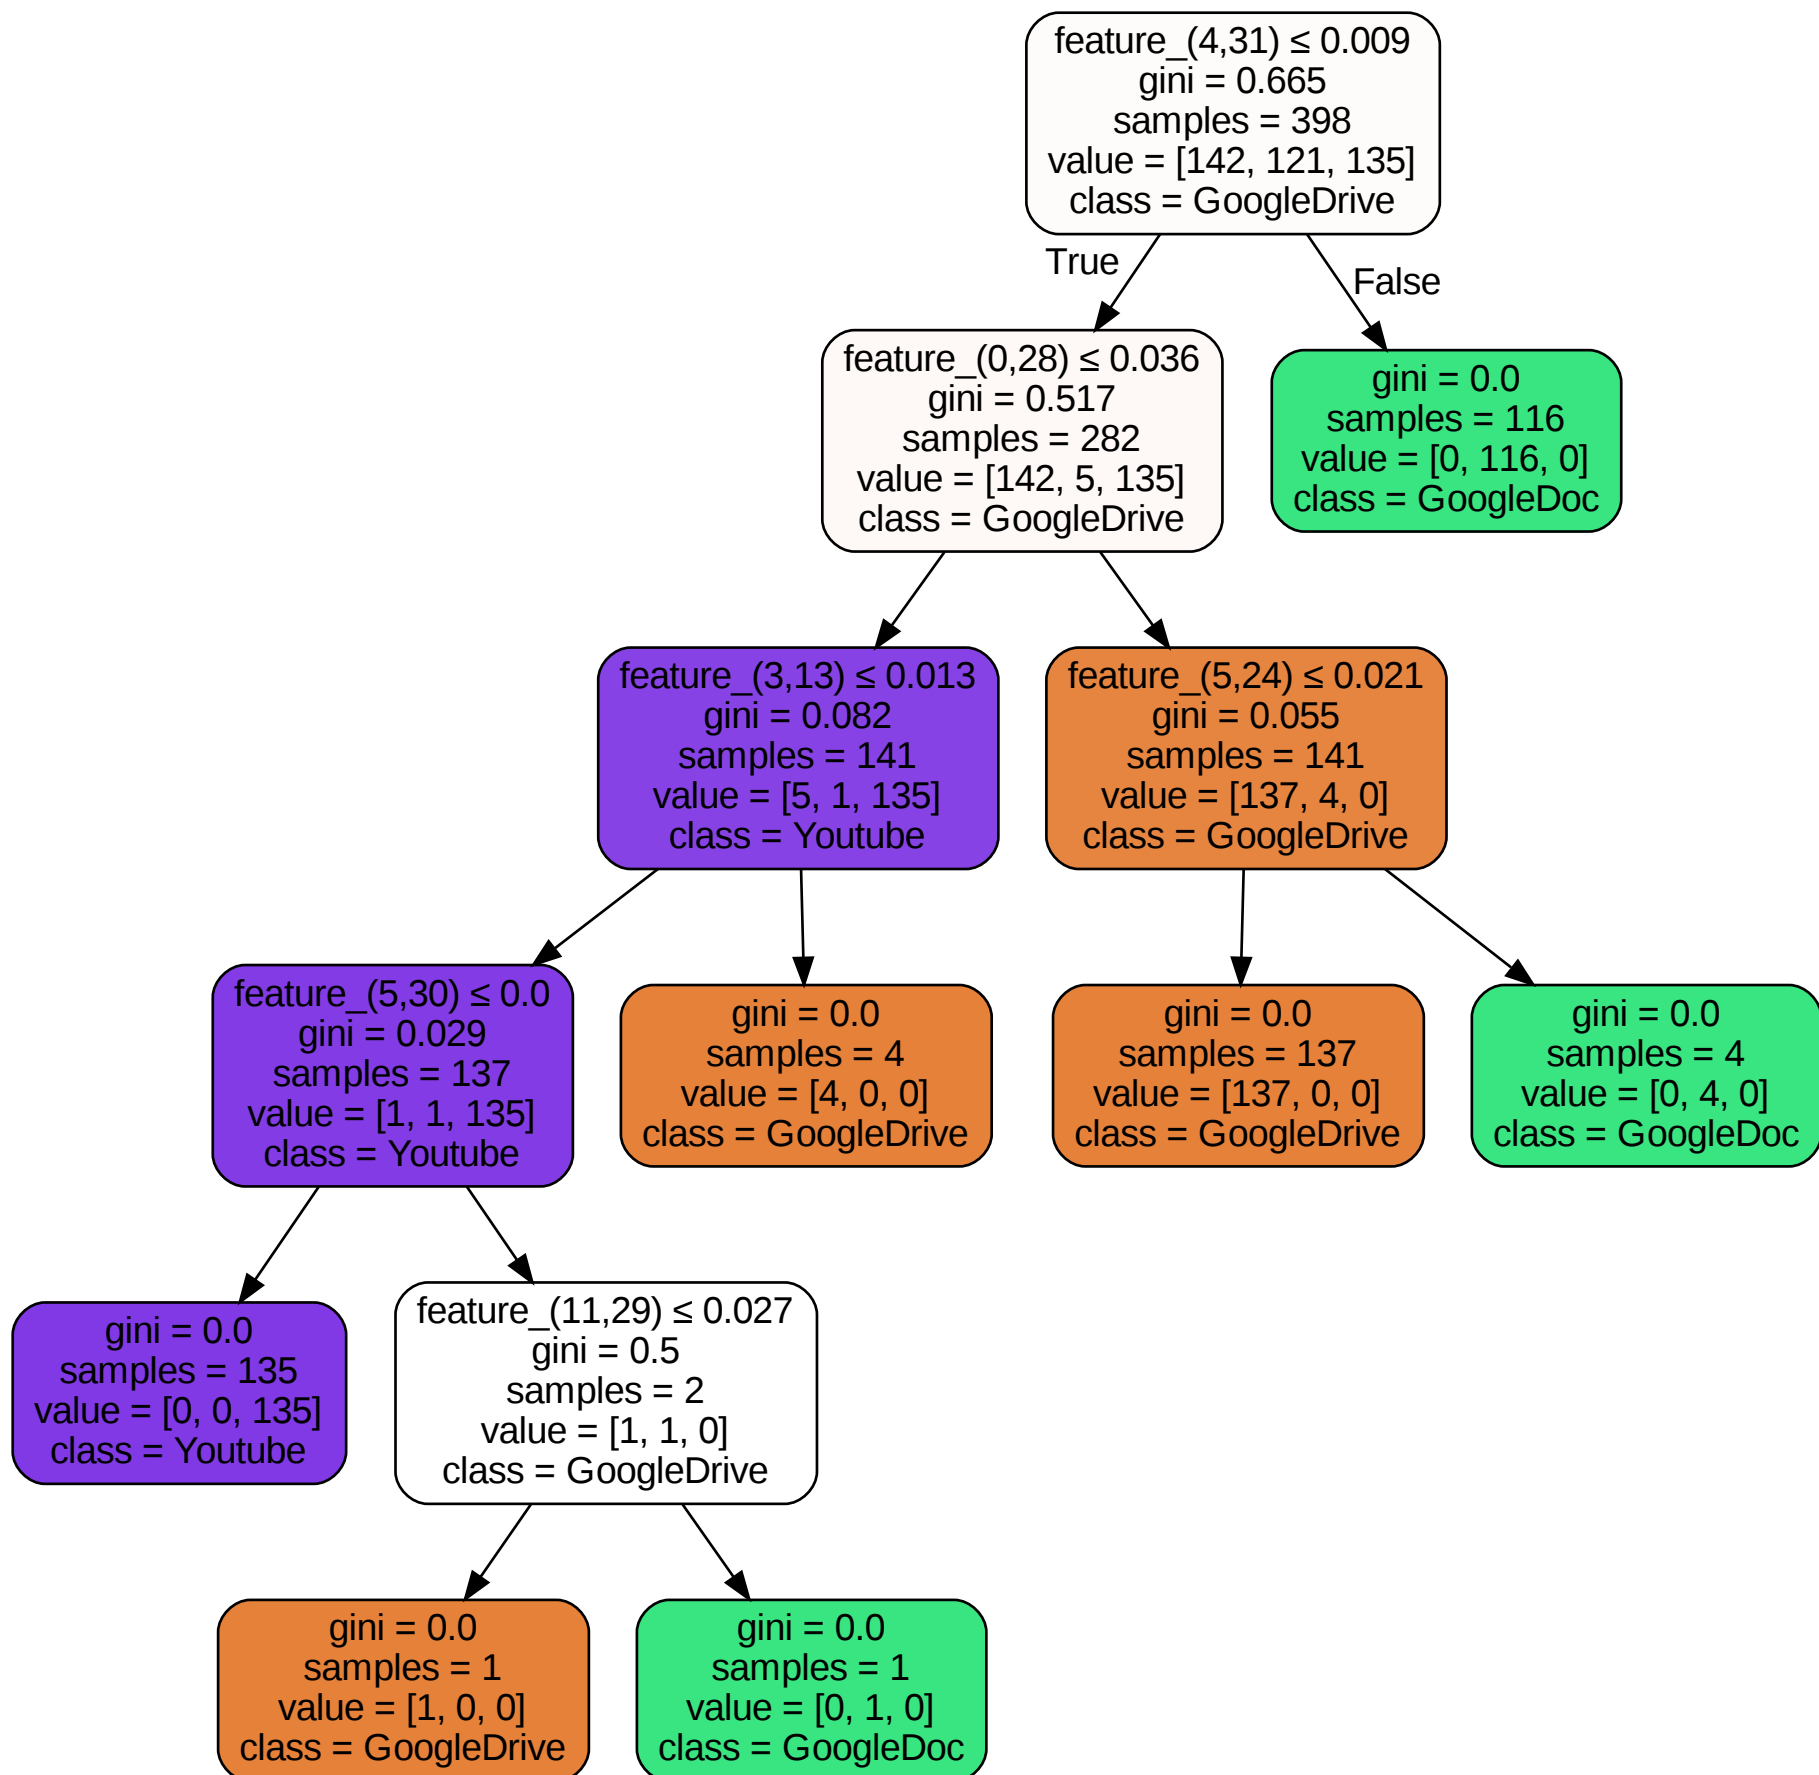 feature_(4,31) ≤ 0.009
gini = 0.665
samples = 398
value = [142, 121, 135]
class = GoogleDrive
True
False
feature_(0,28) ≤ 0.036
gini = 0.517
samples = 282
value = [142, 5, 135]
class = GoogleDrive
gini = 0.0
samples = 116
value = [0, 116, 0]
class = GoogleDoc
feature_(3,13) ≤ 0.013
gini = 0.082
samples = 141
value = [5, 1, 135]
class = Youtube
feature_(5,24) ≤ 0.021
gini = 0.055
samples = 141
value = [137, 4, 0]
class = GoogleDrive
feature_(5,30) ≤ 0.0
gini = 0.029
samples = 137
value = [1, 1, 135]
class = Youtube
gini = 0.0
samples = 4
value = [4, 0, 0]
class = GoogleDrive
gini = 0.0
samples = 137
value = [137, 0, 0]
class = GoogleDrive
gini = 0.0
samples = 4
value = [0, 4, 0]
class = GoogleDoc
gini = 0.0
samples = 135
value = [0, 0, 135]
class = Youtube
feature_(11,29) ≤ 0.027
gini = 0.5
samples = 2
value = [1, 1, 0]
class = GoogleDrive
gini = 0.0
samples = 1
value = [1, 0, 0]
class = GoogleDrive
gini = 0.0
samples = 1
value = [0, 1, 0]
class = GoogleDoc